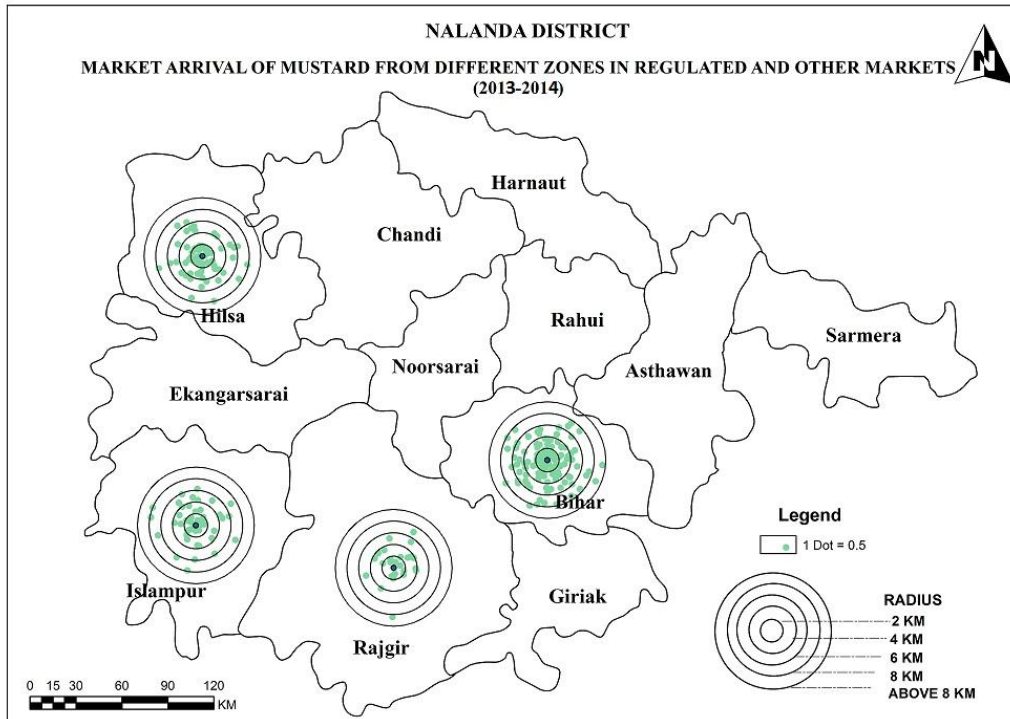 NALANDA DISTRICT
MARKET ARRIVAL OF MUSTARD FROM DIFFERENT ZONES IN REGULATED AND OTHER MARKETS
(2013-2014)
N
Harnaut
Chandi
Hilsa
Rahui
Sarmera
Noorsarai
Asthawan
Ekangarsarai
Bihar
Islampur
Rajgir
Giriak
Legend
1 Dot = 0.5
RADIUS
2 KM
4 KM
6 KM
8 KM
ABOVE 8 KM
0 15 30 60 90 120
KM